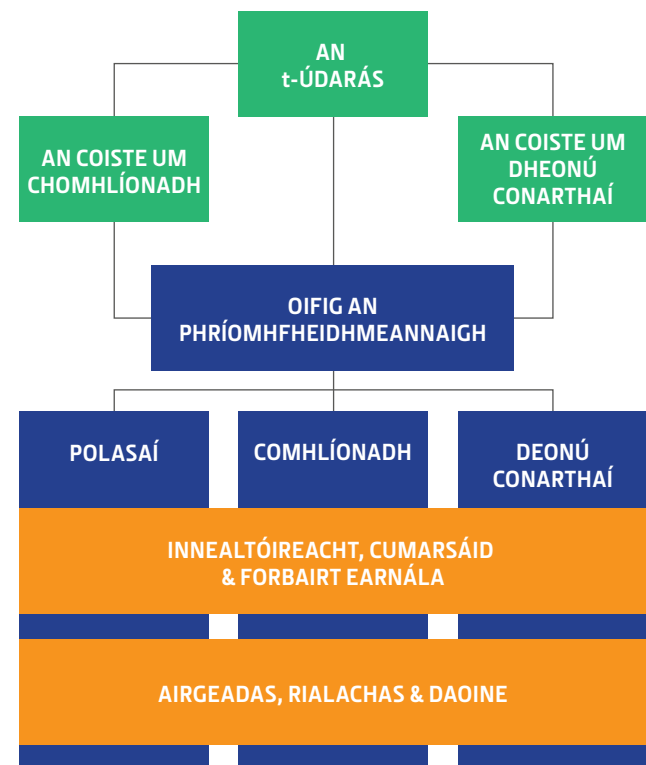 AN
t-ÚDARÁS
AN COISTE UM
CHOMHLÍONADH
AN COISTE UM
DHEONÚ
CONARTHAÍ
OIFIG AN
PHRÍOMHFHEIDHMEANNAIGH
POLASAÍ
COMHLÍONADH
DEONÚ
CONARTHAÍ
INNEALTÓIREACHT, CUMARSÁID
& FORBAIRT EARNÁLA
AIRGEADAS, RIALACHAS & DAOINE